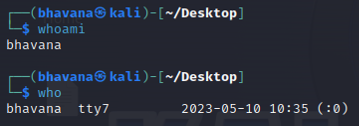 ┌──(bhavana㉿kali)-[~/Desktop]
└─$ whoami
bhavana
┌──(bhavana㉿kali)-[~/Desktop]
└─$ who
bhavana  tty7         2023-05-10 10:35 (:0)